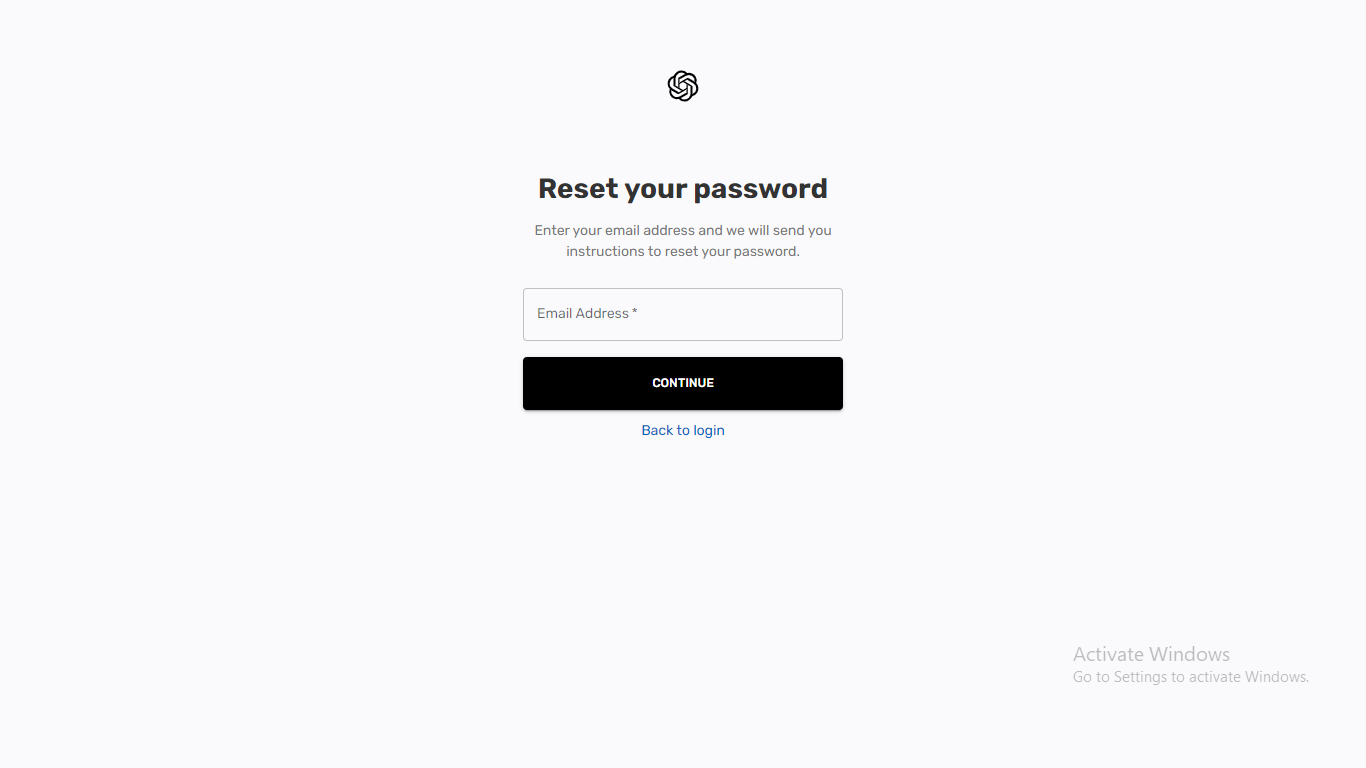 Reset your password
Enter your email address and we will send you
instructions to reset your password.
Email Address *
CONTINUE
Back to login
Activate Windows
Go to Settings to activate Windows.